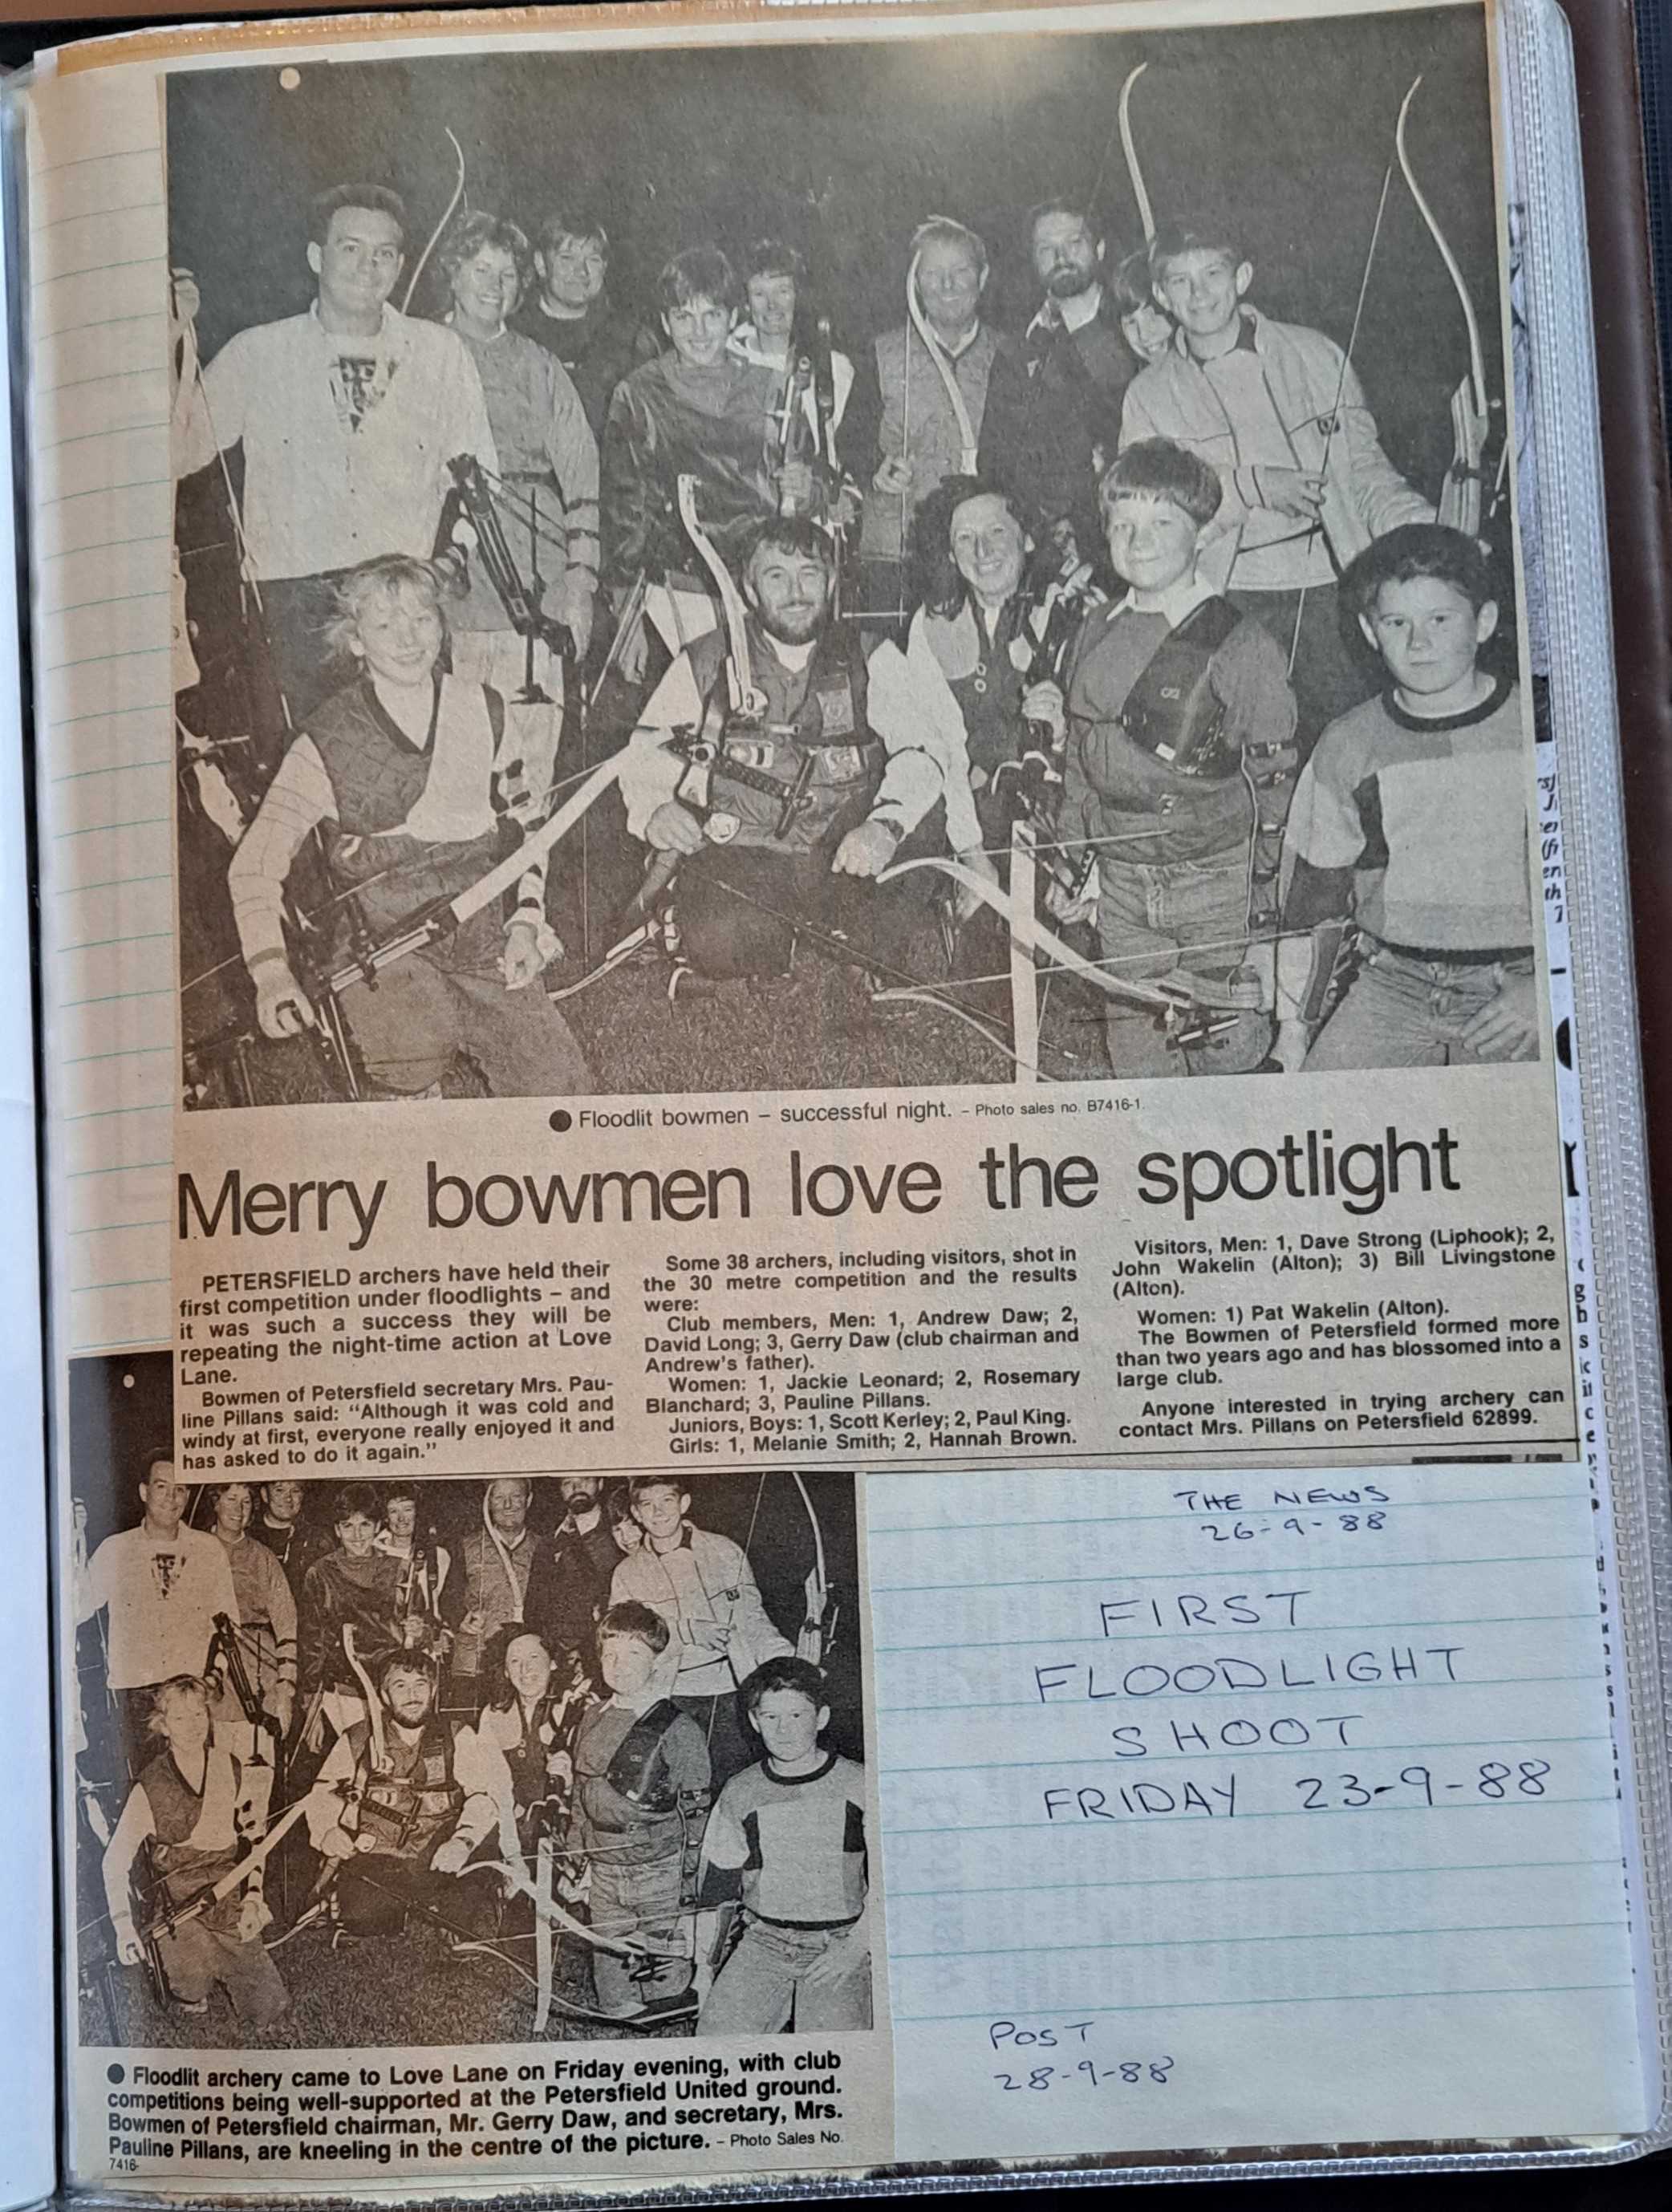 ● Floodlit bowmen – successful night. – Photo sales no. B7416-1.
Merry bowmen love the spotlight
PETERSFIELD archers have held their
first competition under floodlights – and
it was such a success they will be
repeating the night-time action at Love
Lane.
Bowmen of Petersfield secretary Mrs. Pau-
line Pillans said: “Although it was cold and
windy at first, everyone really enjoyed it and
has asked to do it again.”
Some 38 archers, including visitors, shot in
the 30 metre competition and the results
were:
Club members, Men: 1, Andrew Daw; 2,
David Long; 3, Gerry Daw (club chairman and
Andrew's father).
Women: 1, Jackie Leonard; 2, Rosemary
Blanchard; 3, Pauline Pillans.
Juniors, Boys: 1, Scott Kerley; 2, Paul King.
Girls: 1, Melanie Smith; 2, Hannah Brown.
Visitors, Men: 1, Dave Strong (Liphook); 2,
John Wakelin (Alton); 3) Bill Livingstone
(Alton).
Women: 1) Pat Wakelin (Alton).
The Bowmen of Petersfield formed more
than two years ago and has blossomed into a
large club.
Anyone interested in trying archery can
contact Mrs. Pillans on Petersfield 62899.
THE NEWS
26-9-88
FIRST
FLOODLIGHT
SHOOT
FRIDAY 23-9-88
POST
28-9-88
● Floodlit archery came to Love Lane on Friday evening, with club
competitions being well-supported at the Petersfield United ground.
Bowmen of Petersfield chairman, Mr. Gerry Daw, and secretary, Mrs.
Pauline Pillans, are kneeling in the centre of the picture. – Photo Sales No.
7416-